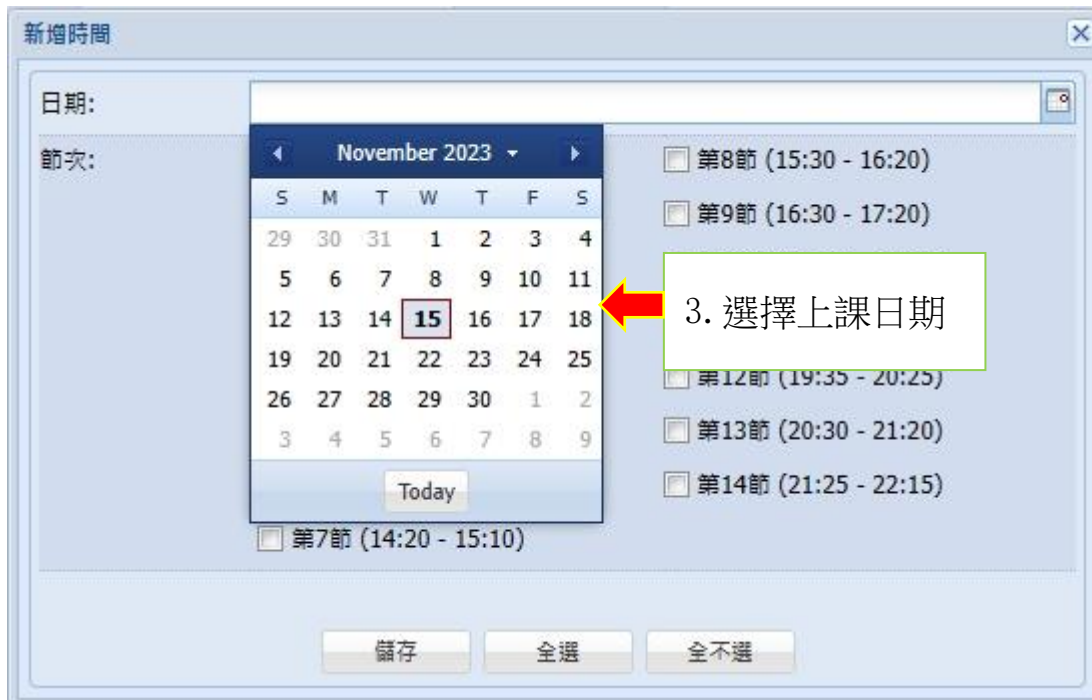 新增時間
日期:
節次:
November 2023
S M T W T F S
29 30 31 1 2 3 4
5 6 7 8 9 10 11
12 13 14 15 16 17 18
19 20 21 22 23 24 25
26 27 28 29 30 1 2
3 4 5 6 7 8 9
Today
第7節 (14:20 - 15:10)
第8節 (15:30 - 16:20)
第9節 (16:30 - 17:20)
3.選擇上課日期
第12節 (19:35 - 20:25)
第13節 (20:30 - 21:20)
第14節 (21:25 - 22:15)
儲存 全選 全不選